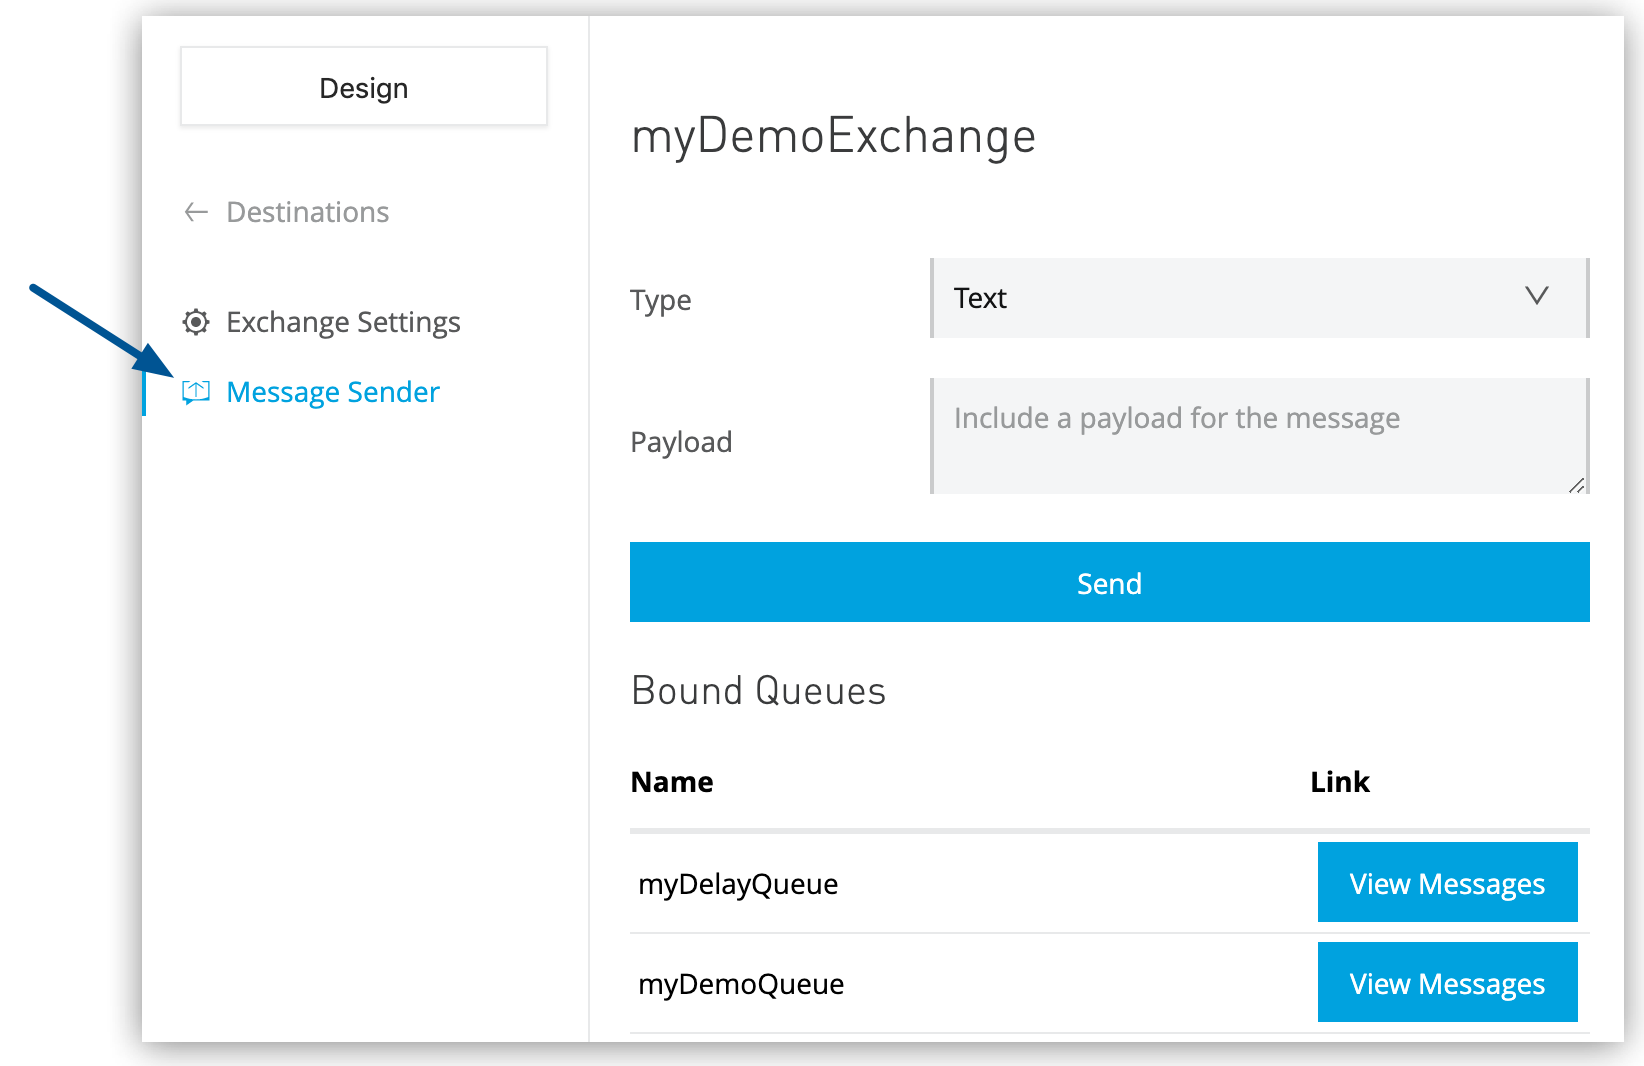 Design
Destinations
Exchange Settings
Message Sender
myDemoExchange
Type
Text
Payload
Include a payload for the message
Send
Bound Queues
Name Link
myDelayQueue View Messages
myDemoQueue View Messages